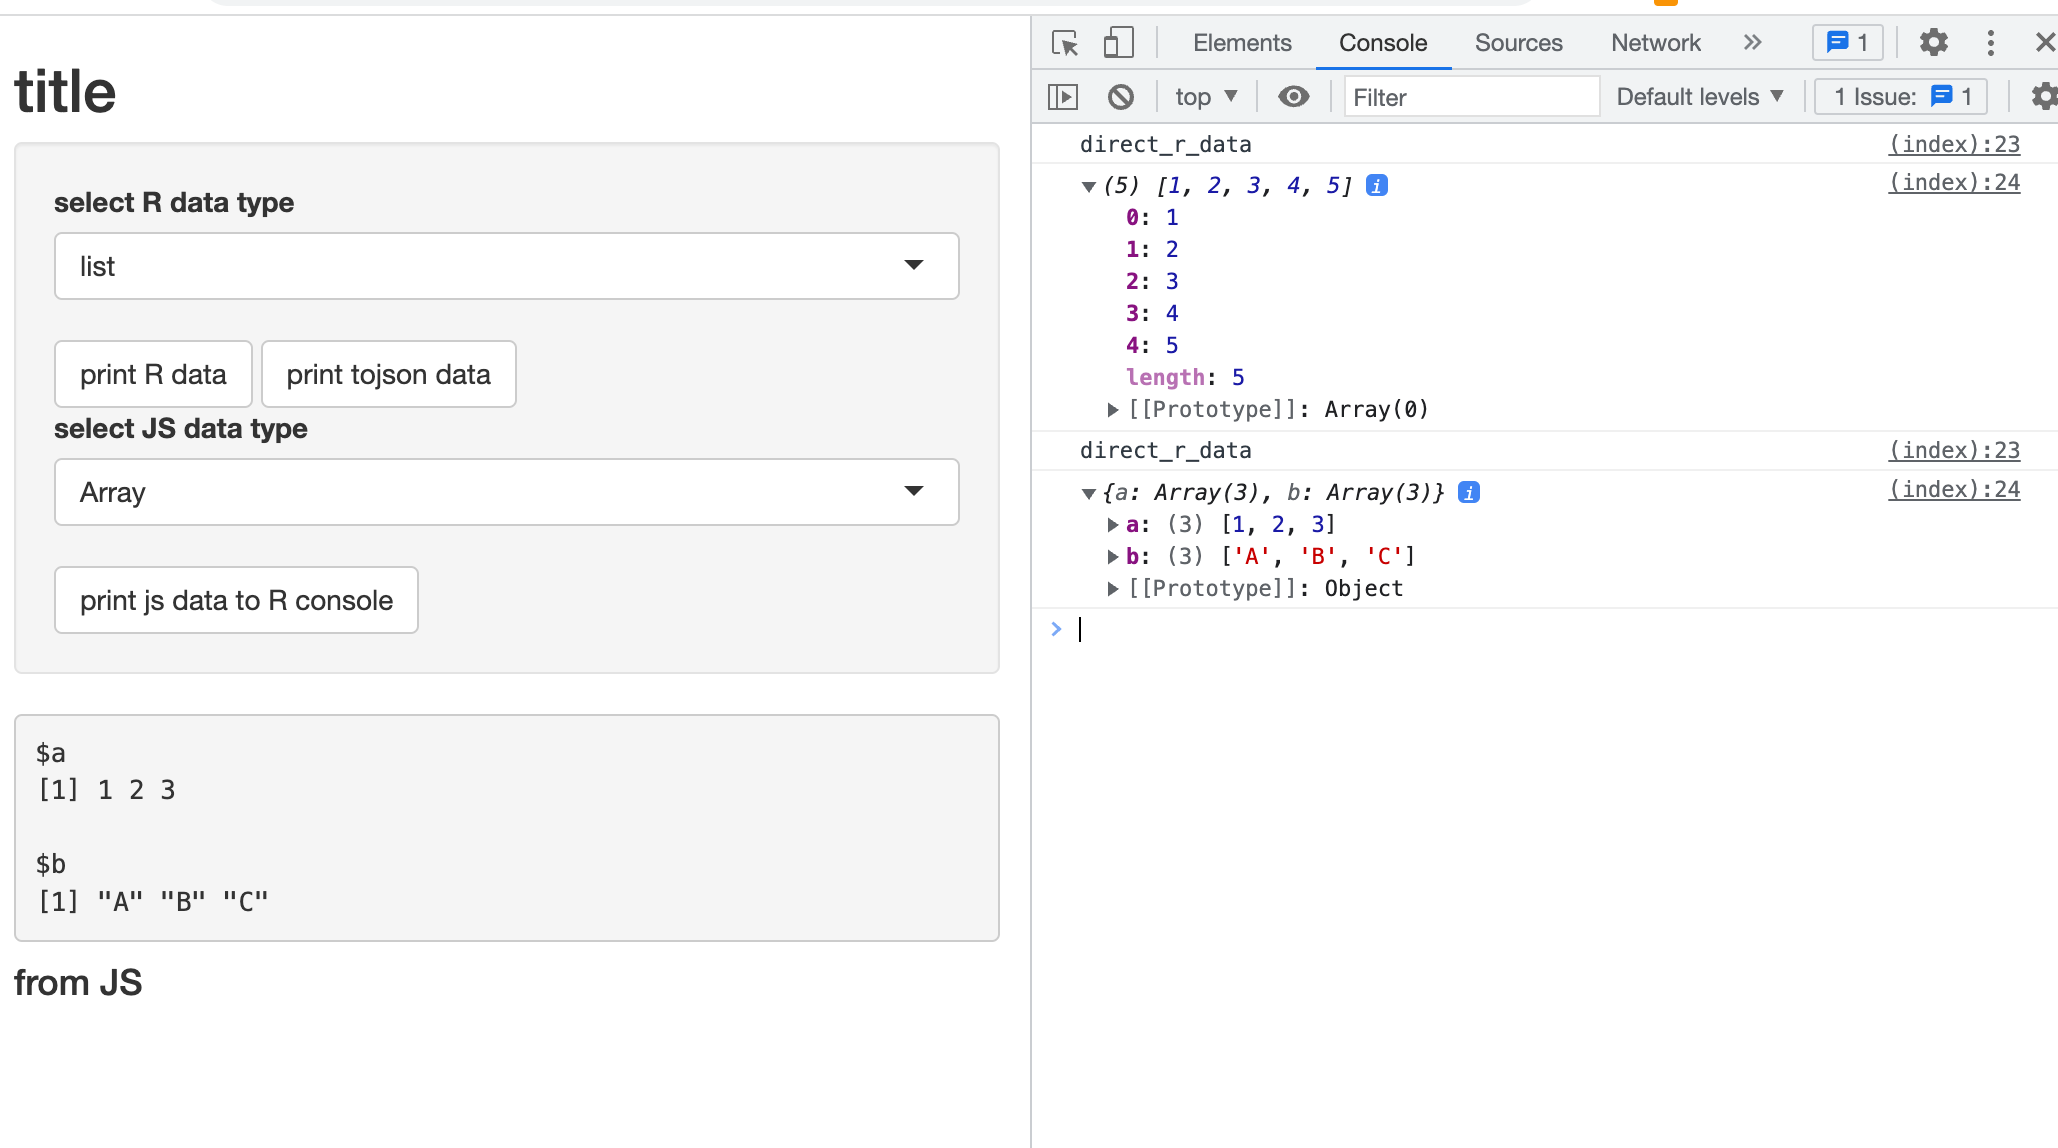 title
select R data type
list
print R data print tojson data
select JS data type
Array
print js data to R console
$a
[1] 1 2 3
$b
[1] "A" "B" "C"
from JS
Elements Console Sources Network 1
top Filter Default levels 1 Issue: 1
direct_r_data (index):23
(5) [1, 2, 3, 4, 5] i (index):24
0: 1
1: 2
2: 3
3: 4
4: 5
length: 5
[[Prototype]]: Array(0)
direct_r_data (index):23
{a: Array(3), b: Array(3)} i (index):24
a: (3) [1, 2, 3]
b: (3) ['A', 'B', 'C']
[[Prototype]]: Object